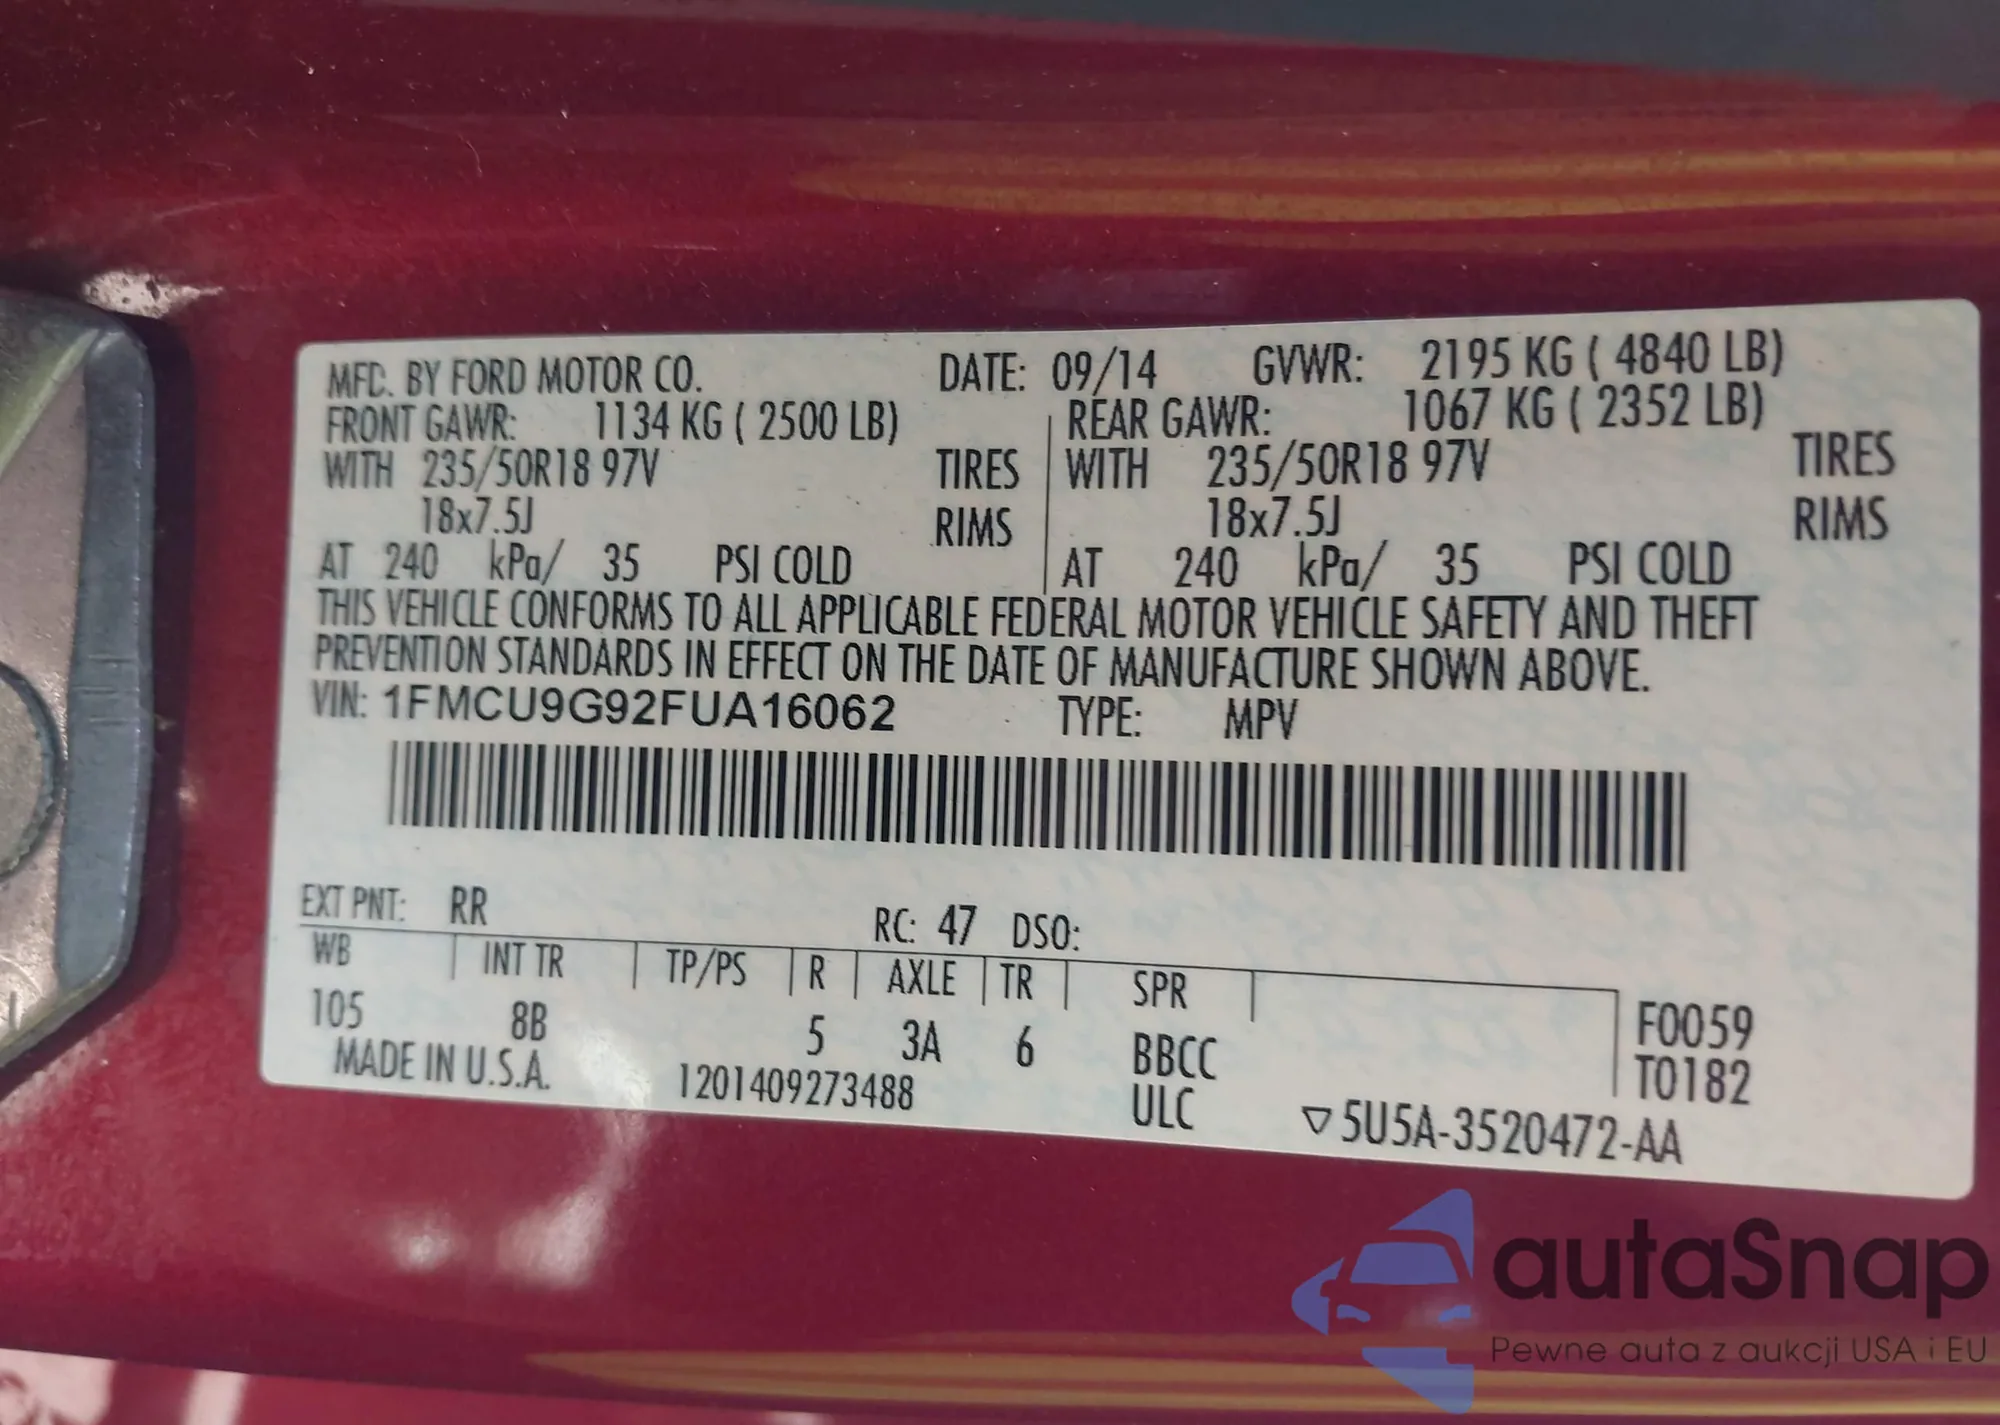 MFD. BY FORD MOTOR CO. DATE: 09/14 GVWR: 2195 KG ( 4840 LB)
FRONT GAWR: 1134 KG ( 2500 LB) REAR GAWR: 1067 KG ( 2352 LB)
WITH 235/50R18 97V TIRES WITH 235/50R18 97V TIRES
18x7.5J RIMS 18x7.5J RIMS
AT 240 kPa/ 35 PSI COLD AT 240 kPa/ 35 PSI COLD
THIS VEHICLE CONFORMS TO ALL APPLICABLE FEDERAL MOTOR VEHICLE SAFETY AND THEFT
PREVENTION STANDARDS IN EFFECT ON THE DATE OF MANUFACTURE SHOWN ABOVE.
VIN: 1FMCU9G92FUA16062 TYPE: MPV
EXT PNT: RR RC: 47 DSO:
WB INT TR TP/PS R AXLE TR SPR
105 8B 5 3A 6 BBCC F0059
MADE IN U.S.A. 1201409273488 ULC T0182
▽5U5A-3520472-AA
autaSnap
Pewne auta z aukcji USA i EU